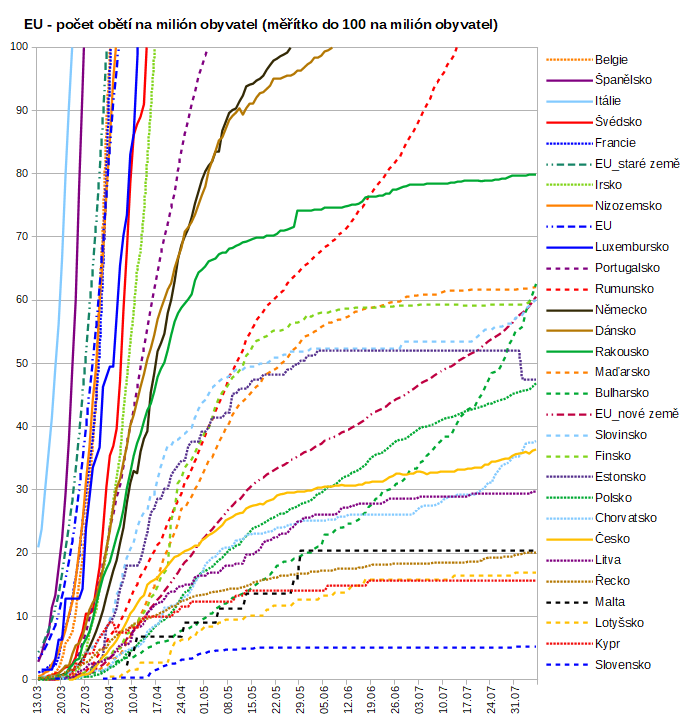 EU - počet obětí na milión obyvatel (měřítko do 100 na milión obyvatel)
100
90
80
70
60
50
40
30
20
10
0
13.03
20.03
27.03
03.04
10.04
17.04
24.04
01.05
08.05
15.05
22.05
29.05
05.06
12.06
19.06
26.06
03.07
10.07
17.07
24.07
31.07
Belgie
Španělsko
Itálie
Švédsko
Francie
EU_staré země
Irsko
Nizozemsko
EU
Luxembursko
Portugalsko
Rumunsko
Německo
Dánsko
Rakousko
Maďarsko
Bulharsko
EU_nové země
Slovinsko
Finsko
Estonsko
Polsko
Chorvatsko
Česko
Litva
Řecko
Malta
Lotyšsko
Kypr
Slovensko